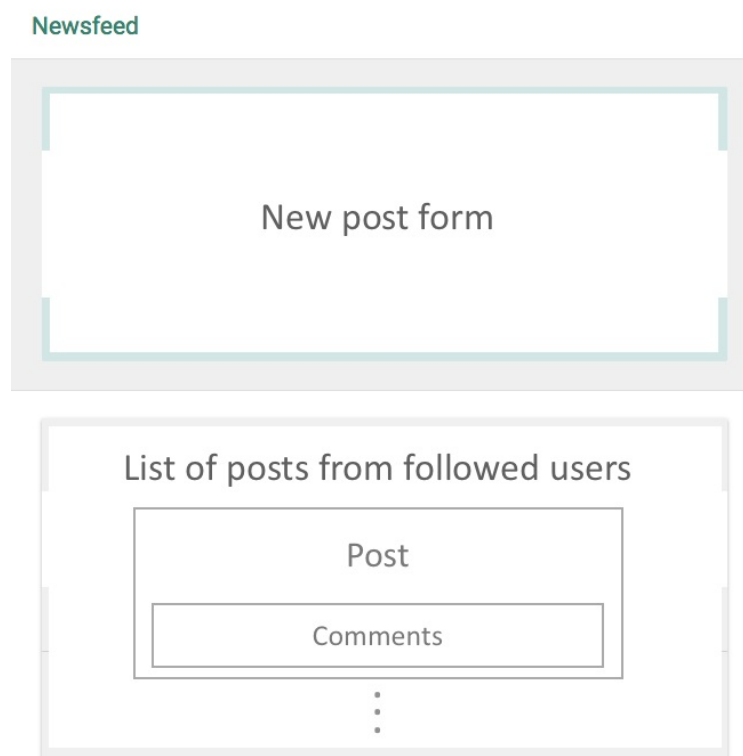 Newsfeed
New post form
List of posts from followed users
Post
Comments